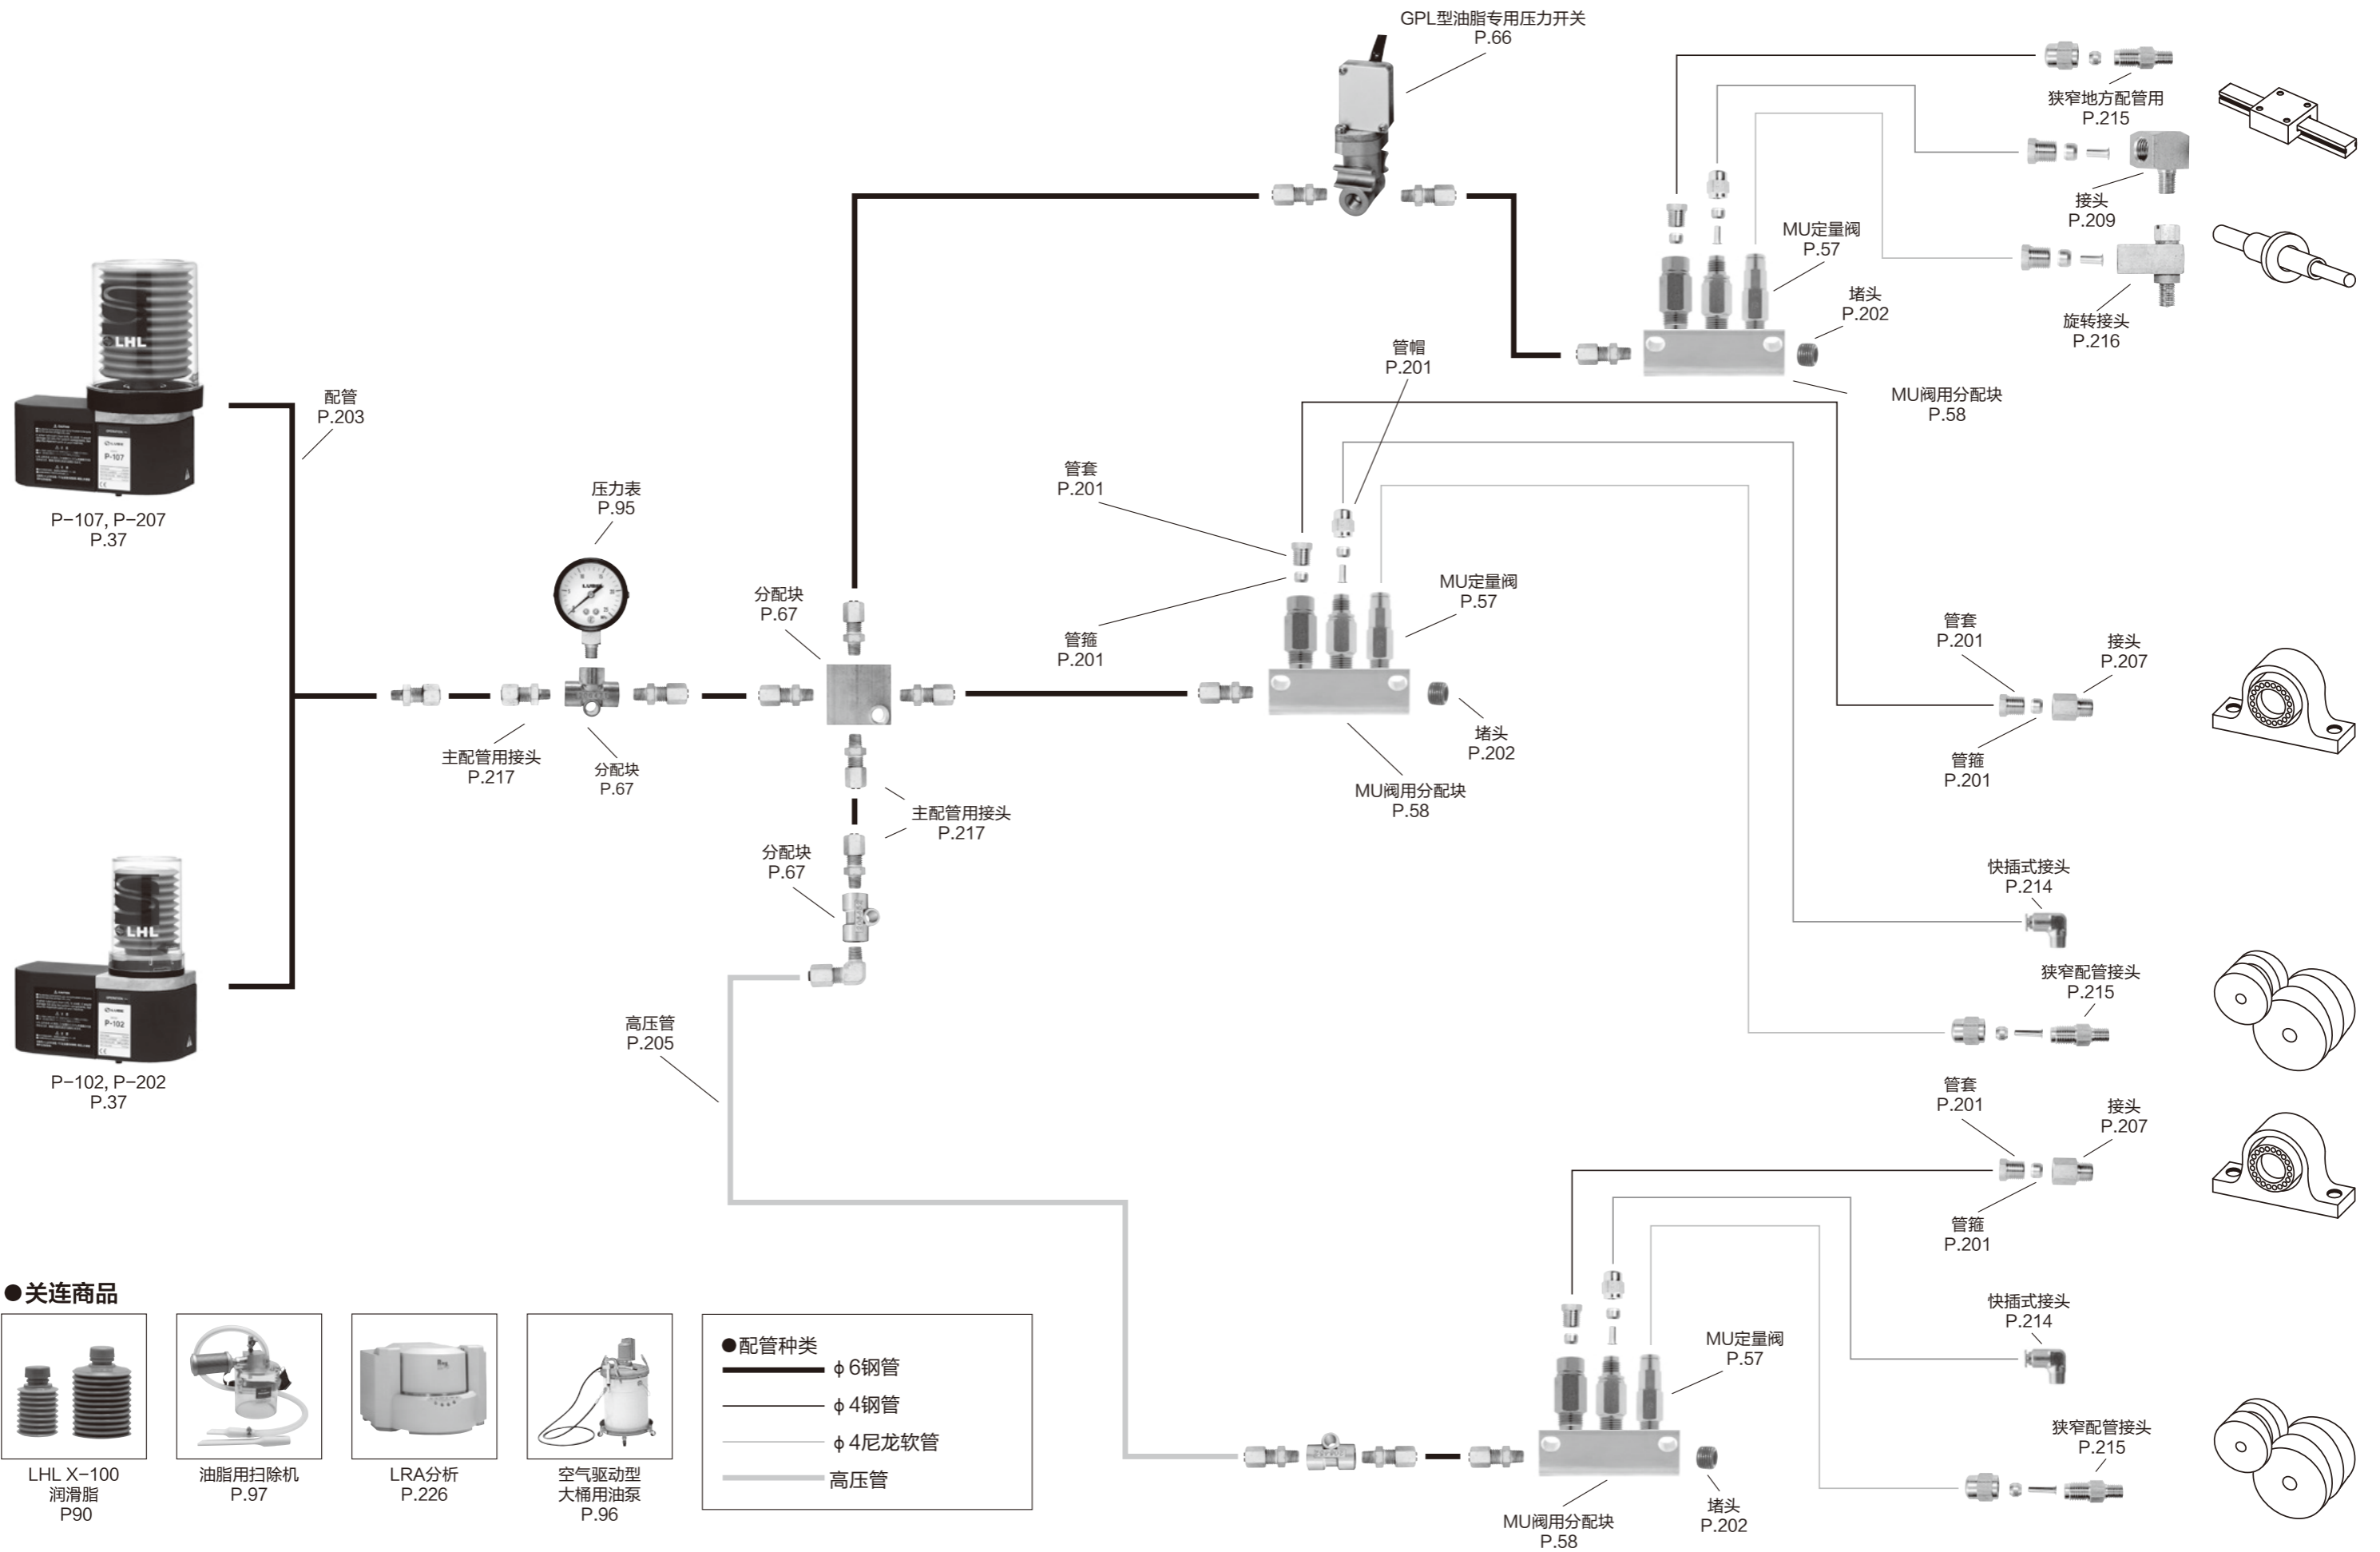 GPL型油脂专用压力开关
P.66
狭窄地方配管用
P.215
接头
P.209
旋转接头
P.216
MU定量阀
P.57
堵头
P.202
MU阀用分配块
P.58
LHL
P-107
P−107, P−207
P.37
配管
P.203
压力表
P.95
主配管用接头
P.217
分配块
P.67
分配块
P.67
管套
P.201
管箍
P.201
管帽
P.201
MU定量阀
P.57
堵头
P.202
MU阀用分配块
P.58
管套
P.201
接头
P.207
管箍
P.201
主配管用接头
P.217
分配块
P.67
LHL
P-102
P−102, P−202
P.37
高压管
P.205
快插式接头
P.214
狭窄配管接头
P.215
管套
P.201
接头
P.207
管箍
P.201
快插式接头
P.214
狭窄配管接头
P.215
MU定量阀
P.57
堵头
P.202
MU阀用分配块
P.58
●关连商品
LHL X−100
润滑脂
P90
油脂用扫除机
P.97
LRA分析
P.226
空气驱动型
大桶用油泵
P.96
●配管种类
φ6钢管
φ4钢管
φ4尼龙软管
高压管